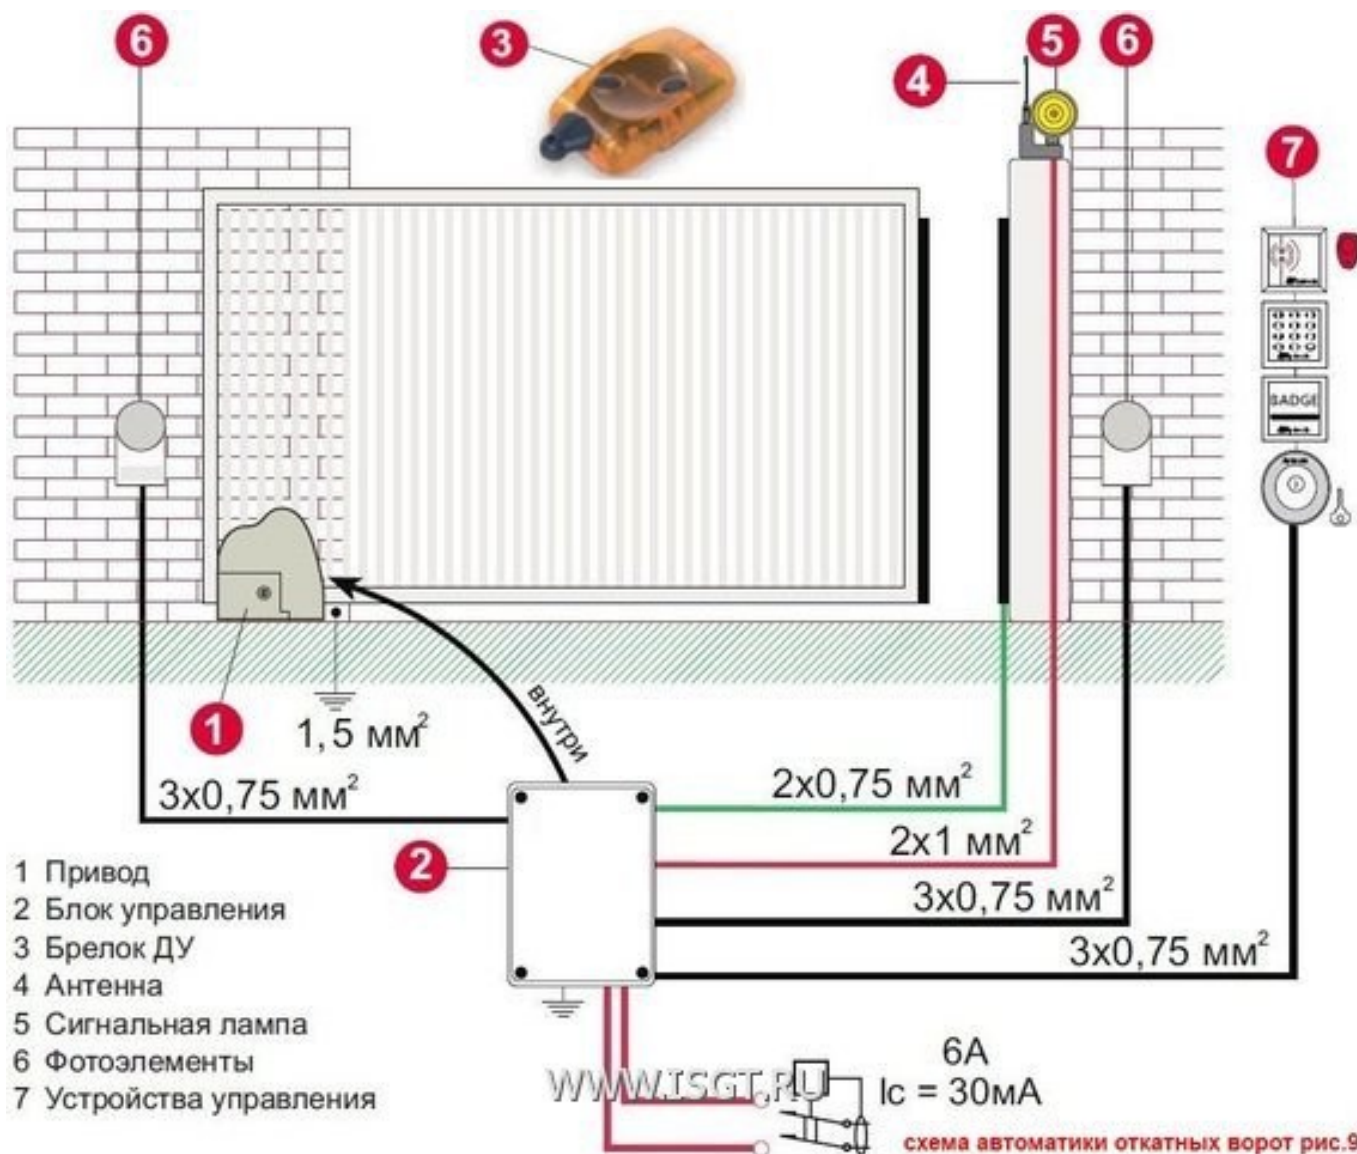 6
3
4
5
6
7
BADGE
1
1,5 мм²
внутри
3х0,75 мм²
2х0,75 мм²
2
2х1 мм²
3х0,75 мм²
3х0,75 мм²
1 Привод
2 Блок управления
3 Брелок ДУ
4 Антенна
5 Сигнальная лампа
6 Фотоэлементы
7 Устройства управления
WWW.ISGT.RU
6А
Ic = 30мА
схема автоматики откатных ворот рис.9